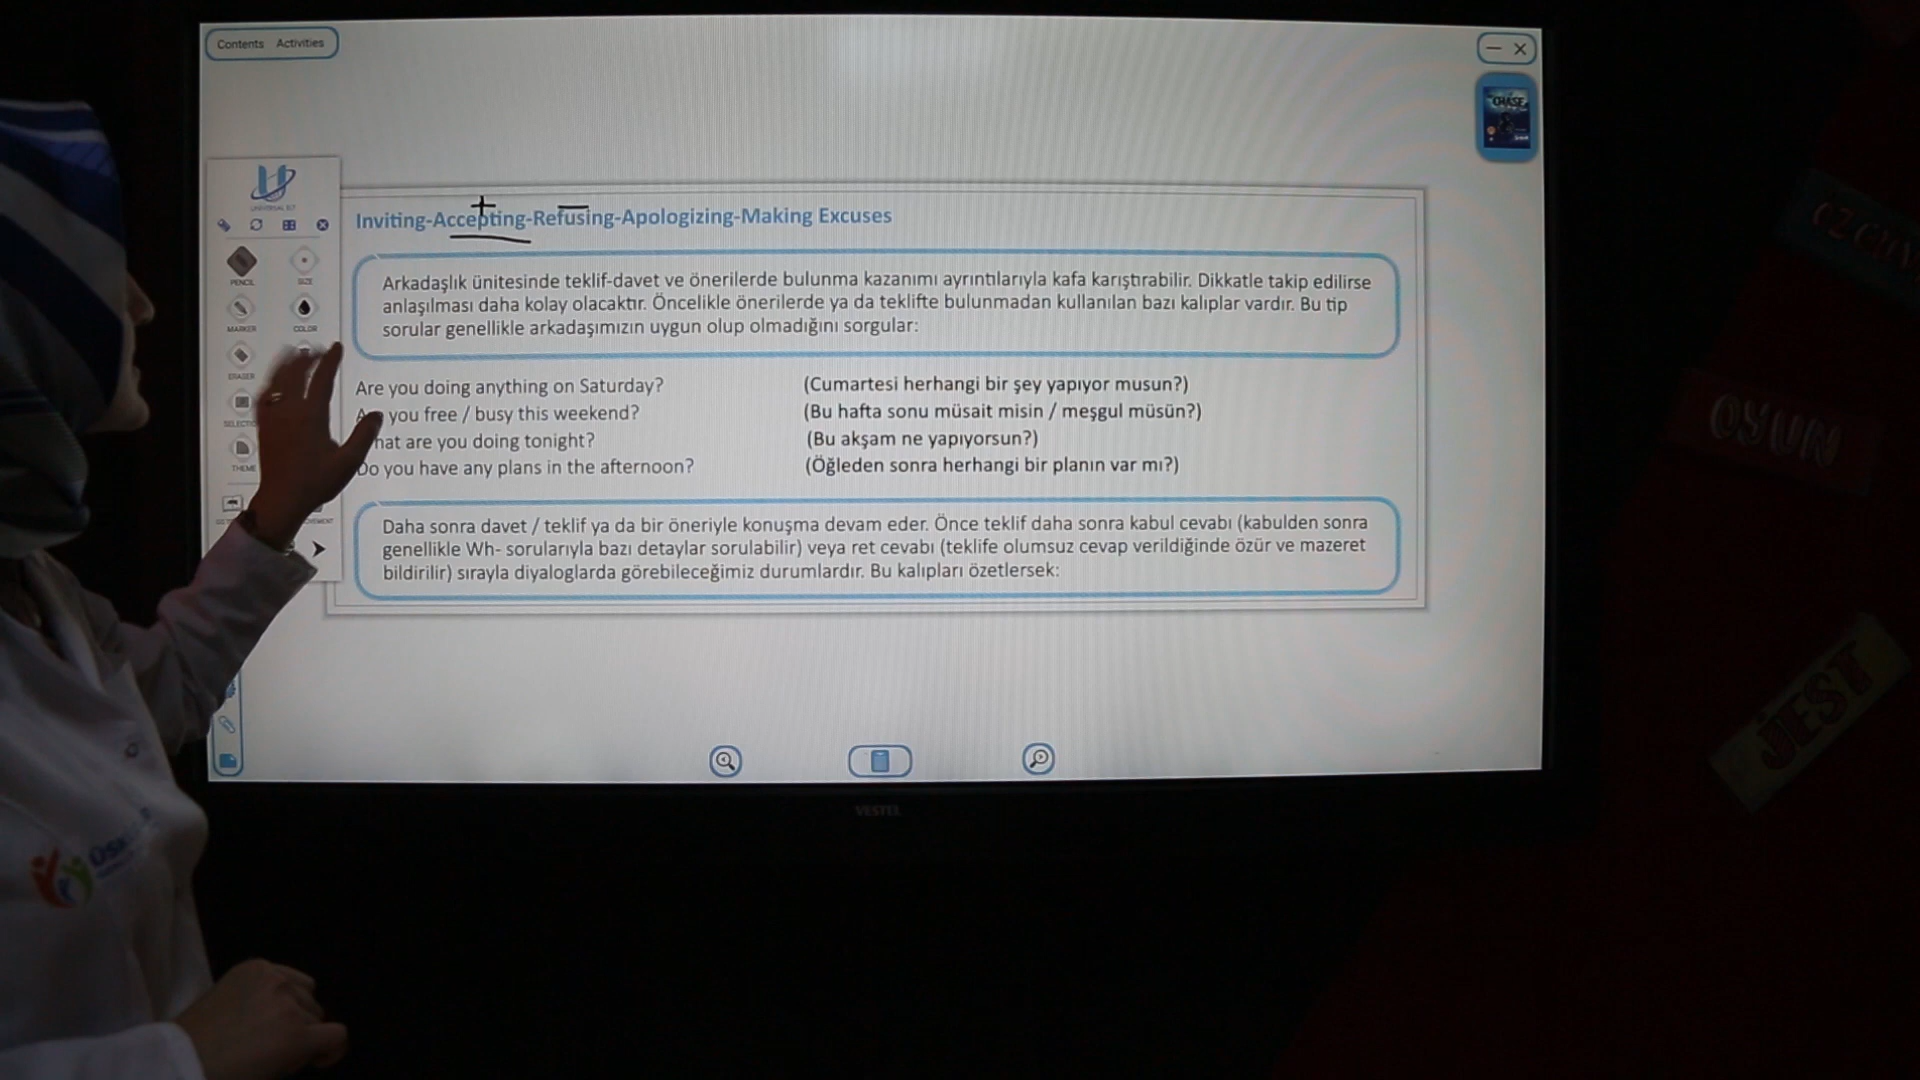 Contents Activities
CHASE
UNIVERSAL ELT
PENCIL SIZE
MARKER COLOR
ERASER
THEME
+ —
Inviting-Accepting-Refusing-Apologizing-Making Excuses
Arkadaşlık ünitesinde teklif-davet ve önerilerde bulunma kazanımı ayrıntılarıyla kafa karıştırabilir. Dikkatle takip edilirse
anlaşılması daha kolay olacaktır. Öncelikle önerilerde ya da teklifte bulunmadan kullanılan bazı kalıplar vardır. Bu tip
sorular genellikle arkadaşımızın uygun olup olmadığını sorgular:
Are you doing anything on Saturday? (Cumartesi herhangi bir şey yapıyor musun?)
you free / busy this weekend? (Bu hafta sonu müsait misin / meşgul müsün?)
hat are you doing tonight? (Bu akşam ne yapıyorsun?)
Do you have any plans in the afternoon? (Öğleden sonra herhangi bir planın var mı?)
Daha sonra davet / teklif ya da bir öneriyle konuşma devam eder. Önce teklif daha sonra kabul cevabı (kabulden sonra
genellikle Wh- sorularıyla bazı detaylar sorulabilir) veya ret cevabı (teklife olumsuz cevap verildiğinde özür ve mazeret
bildirilir) sırayla diyaloglarda görebileceğimiz durumlardır. Bu kalıpları özetlersek:
VESTEL
OYUN
JEST